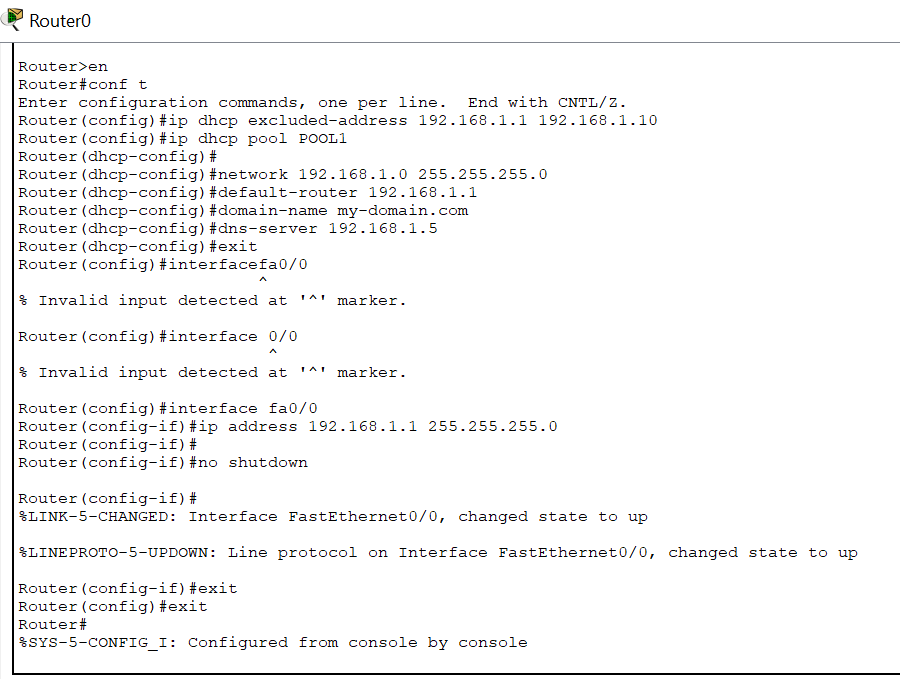 Router0
Router>en
Router#conf t
Enter configuration commands, one per line.  End with CNTL/Z.
Router(config)#ip dhcp excluded-address 192.168.1.1 192.168.1.10
Router(config)#ip dhcp pool POOL1
Router(dhcp-config)#
Router(dhcp-config)#network 192.168.1.0 255.255.255.0
Router(dhcp-config)#default-router 192.168.1.1
Router(dhcp-config)#domain-name my-domain.com
Router(dhcp-config)#dns-server 192.168.1.5
Router(dhcp-config)#exit
Router(config)#interfacefa0/0
^
% Invalid input detected at '^' marker.
Router(config)#interface 0/0
^
% Invalid input detected at '^' marker.
Router(config)#interface fa0/0
Router(config-if)#ip address 192.168.1.1 255.255.255.0
Router(config-if)#
Router(config-if)#no shutdown
Router(config-if)#
%LINK-5-CHANGED: Interface FastEthernet0/0, changed state to up
%LINEPROTO-5-UPDOWN: Line protocol on Interface FastEthernet0/0, changed state to up
Router(config-if)#exit
Router(config)#exit
Router#
%SYS-5-CONFIG_I: Configured from console by console